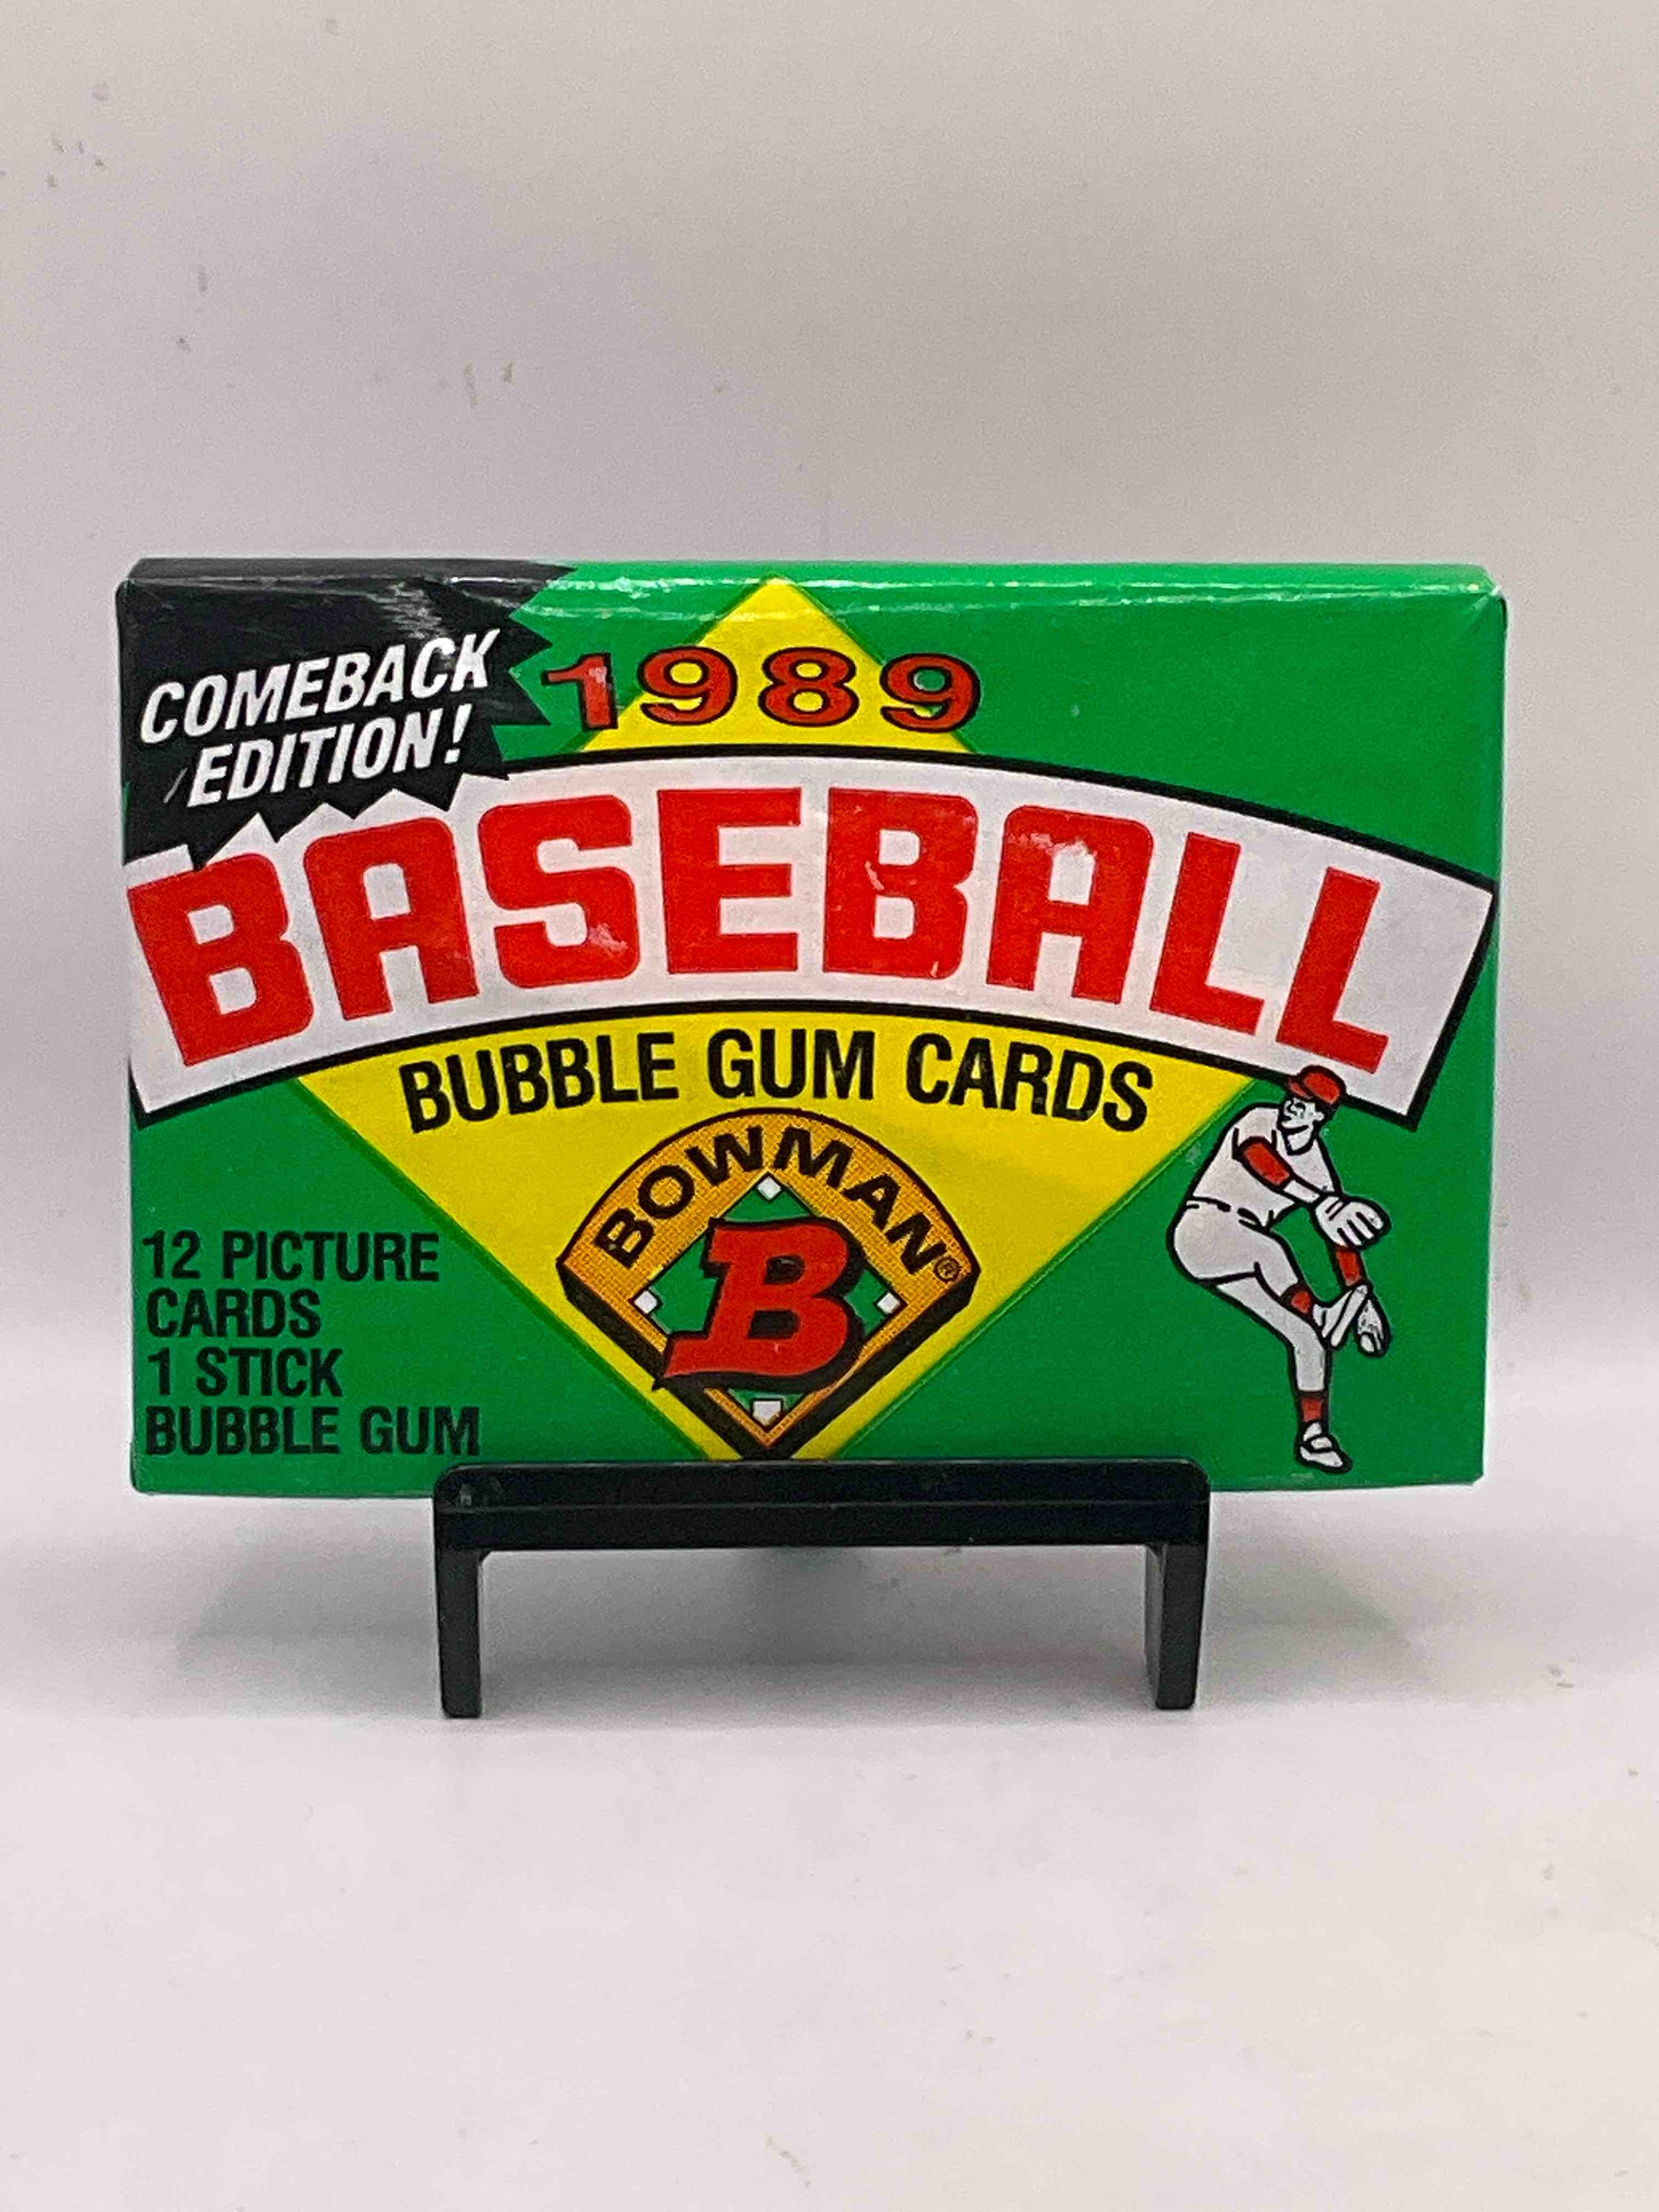 COMEBACK
EDITION!
1989
BASEBALL
BUBBLE GUM CARDS
BOWMAN®
B
12 PICTURE
CARDS
1 STICK
BUBBLE GUM